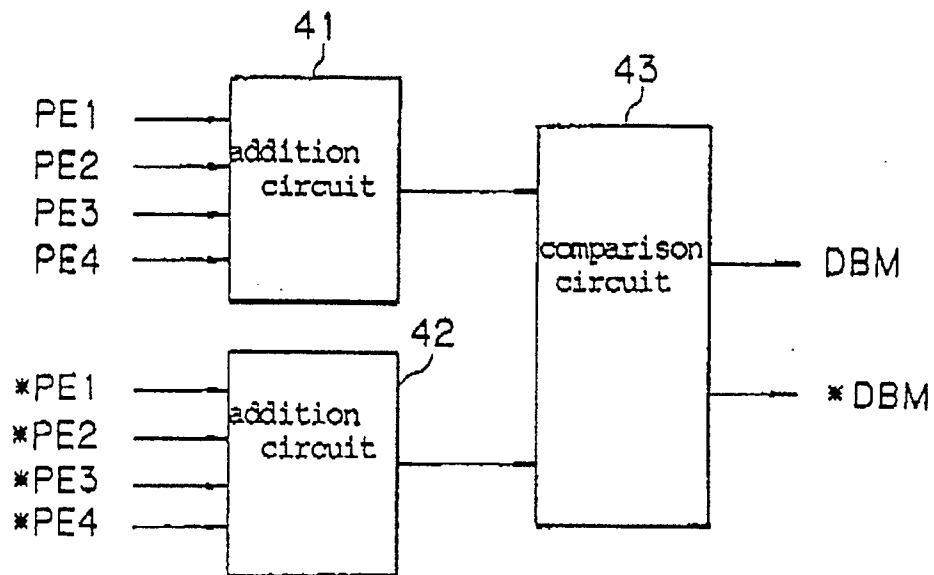 41
PE1
PE2
PE3
PE4
addition
circuit
43
comparison
circuit
DBM
*DBM
42
*PE1
*PE2
*PE3
*PE4
addition
circuit